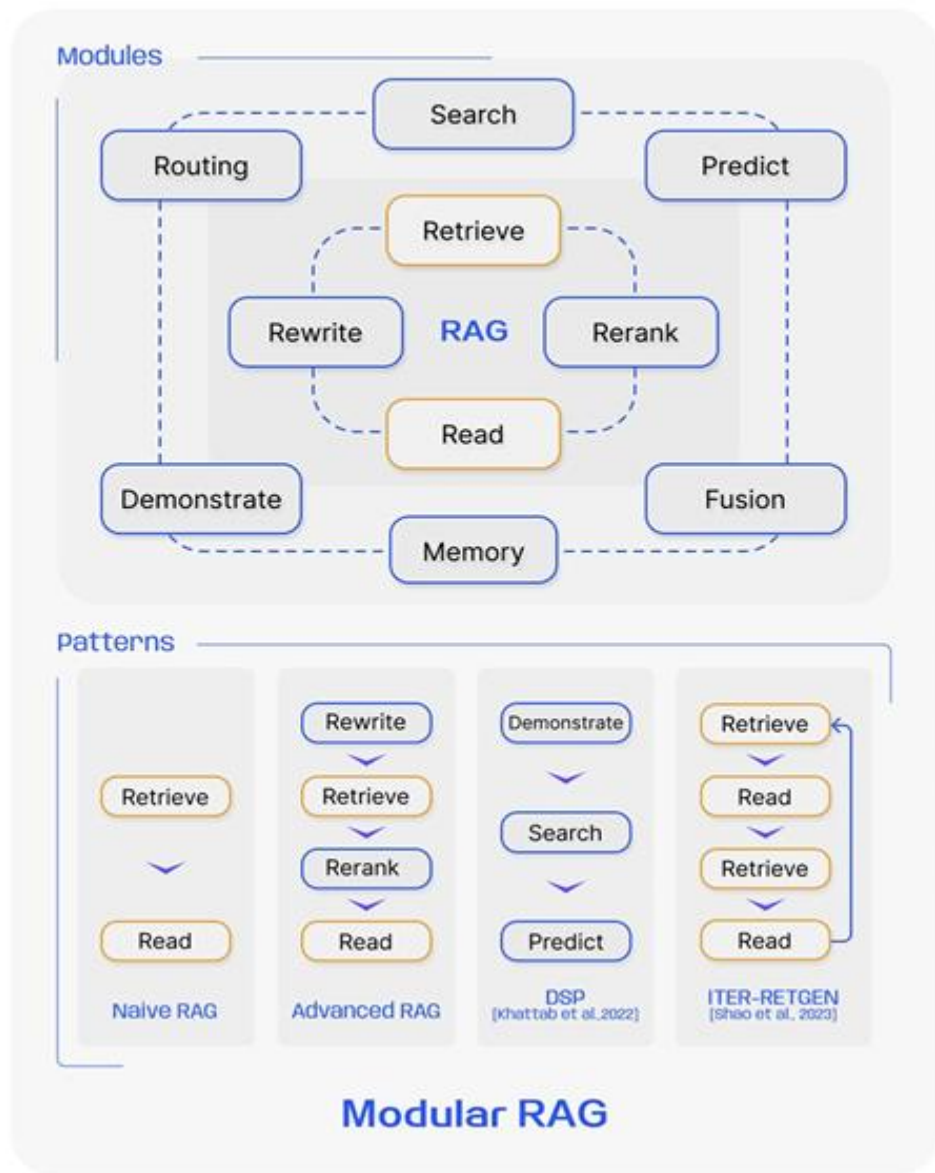 Modules
Search
Routing
Predict
Retrieve
Rewrite
RAG
Rerank
Read
Demonstrate
Fusion
Memory
Patterns
Retrieve
Read
Naive RAG
Rewrite
Retrieve
Rerank
Read
Advanced RAG
Demonstrate
Search
Predict
DSP
[Khattab et al.,2022]
Retrieve
Read
Retrieve
Read
ITER-RETGEN
[Shao et al., 2023]
Modular RAG